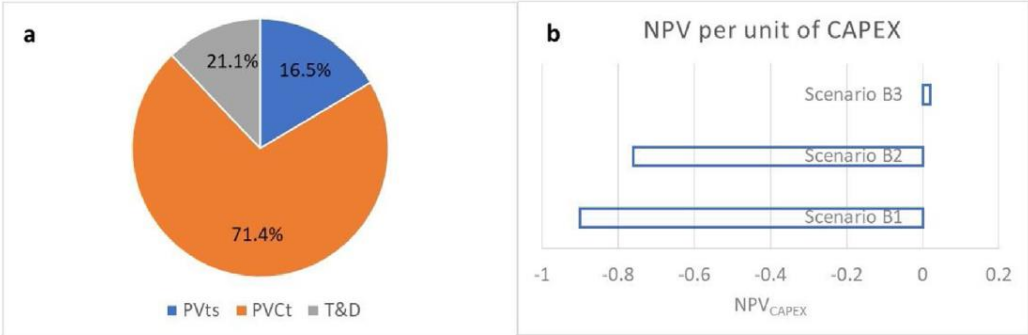 a
21.1%
16.5%
71.4%
PVts PVCt T&D
b
NPV per unit of CAPEX
Scenario B3
Scenario B2
Scenario B1
-1 -0.8 -0.6 -0.4 -0.2 0 0.2
NPVCAPEX